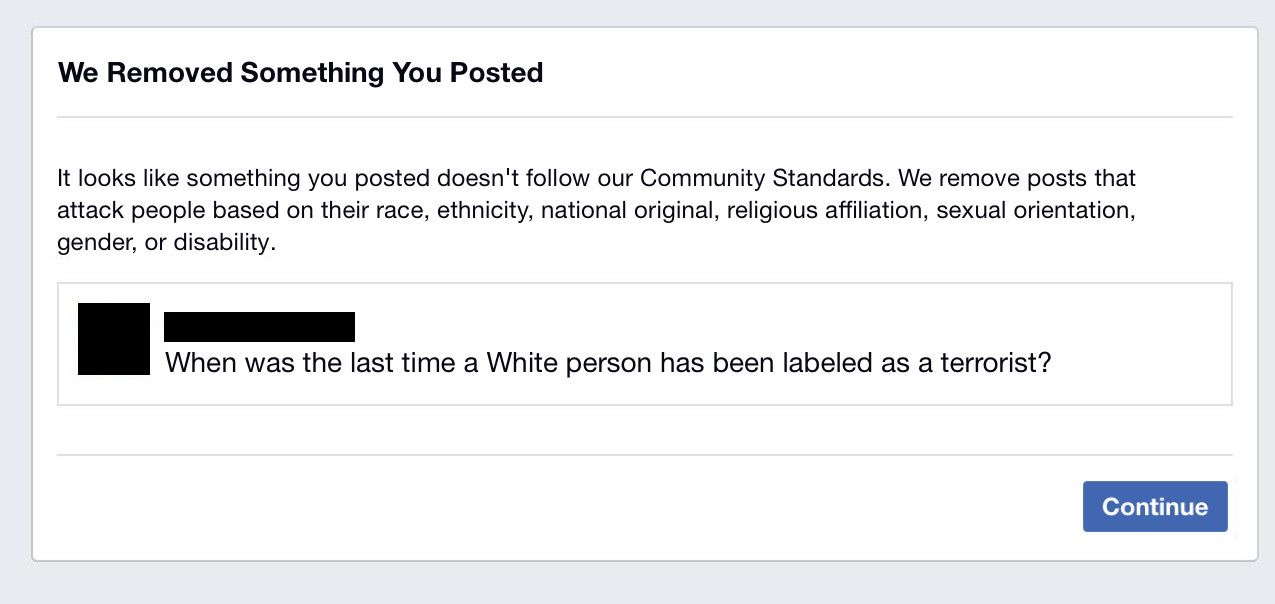 We Removed Something You Posted
It looks like something you posted doesn't follow our Community Standards. We remove posts that
attack people based on their race, ethnicity, national original, religious affiliation, sexual orientation,
gender, or disability.
When was the last time a White person has been labeled as a terrorist?
Continue